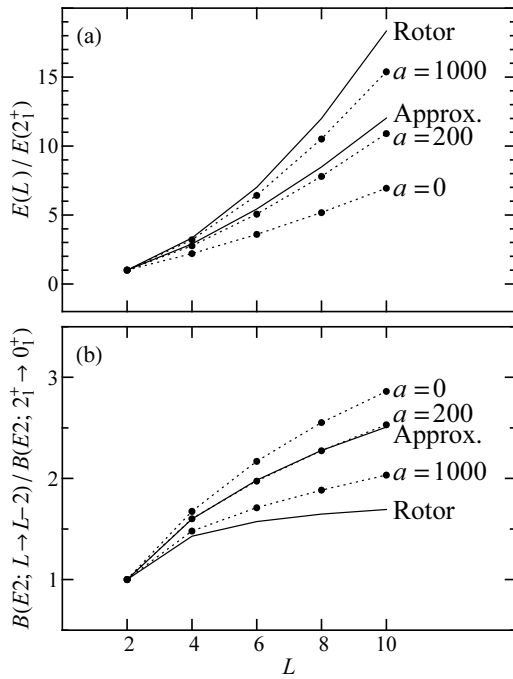 (a)
Rotor
a = 1000
Approx.
a = 200
a = 0
15
10
5
0
E(L) / E(2₁⁺)
(b)
a = 0
a = 200
Approx.
a = 1000
Rotor
3
2
1
B(E2; L→L−2) / B(E2; 2₁⁺→0₁⁺)
2 4 6 8 10
L